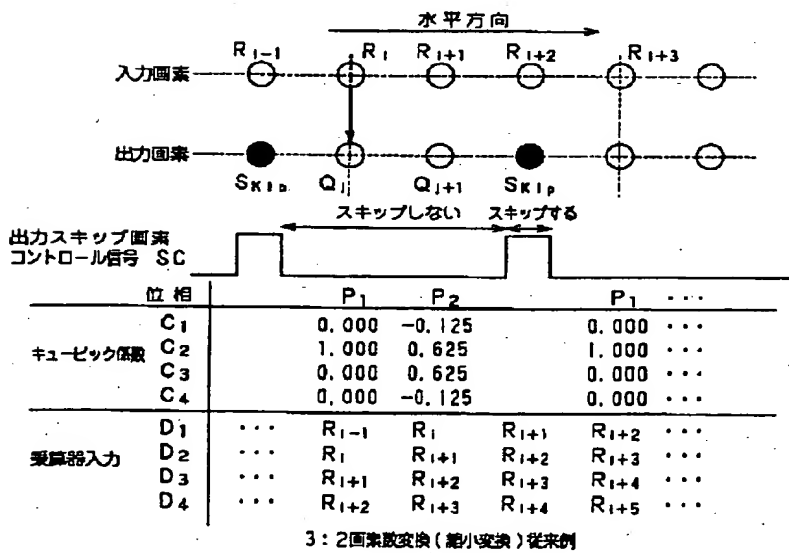 水平方向
R i-1 R i R i+1 R i+2 R i+3
入力画素
出力画素
SKip Q j Q j+1 SKip
スキップしない スキップする
出力スキップ画素
コントロール信号 SC
位相 P1 P2 P1 ···
キュービック係数
C1 0.000 -0.125 0.000 ···
C2 1.000 0.625 1.000 ···
C3 0.000 0.625 0.000 ···
C4 0.000 -0.125 0.000 ···
乗算器入力
D1 ··· R i-1 R i R i+1 R i+2 ···
D2 ··· R i R i+1 R i+2 R i+3 ···
D3 ··· R i+1 R i+2 R i+3 R i+4 ···
D4 ··· R i+2 R i+3 R i+4 R i+5 ···
3:2画素数変換(縮小変換)従来例